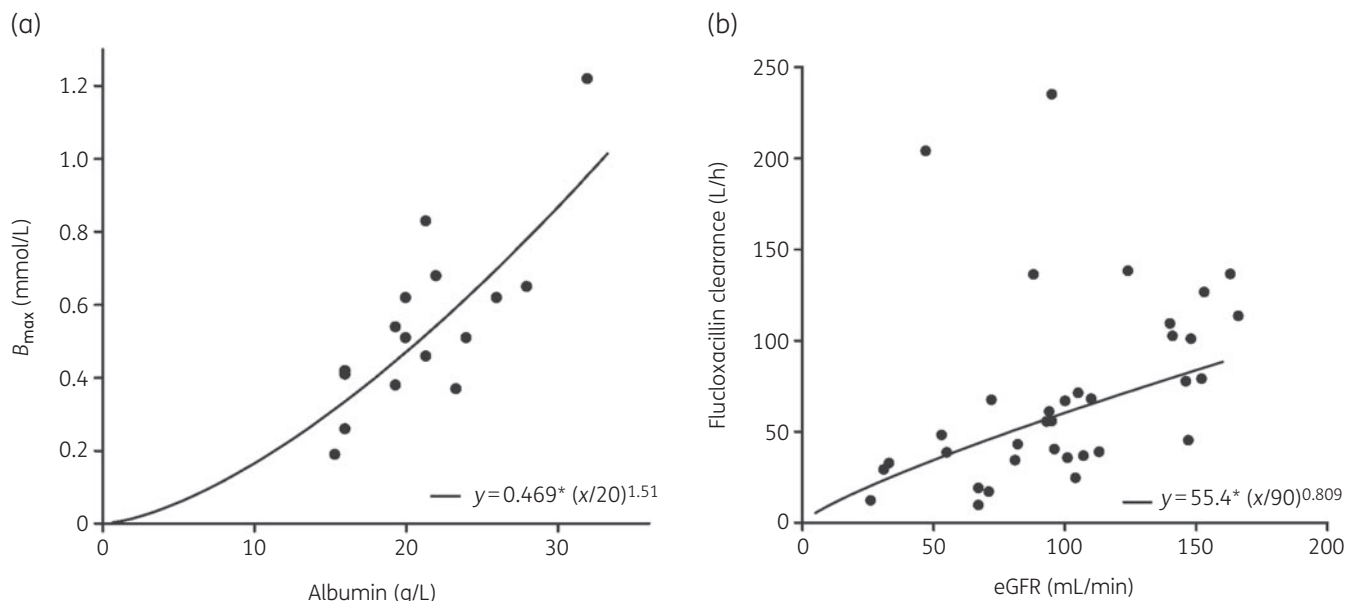 (a)
1.2
1.0
0.8
0.6
0.4
0.2
0
0 10 20 30
Bmax (mmol/L)
Albumin (g/L)
y=0.469* (x/20)^1.51
(b)
250
200
150
100
50
0
0 50 100 150 200
Flucloxacillin clearance (L/h)
eGFR (mL/min)
y=55.4* (x/90)^0.809